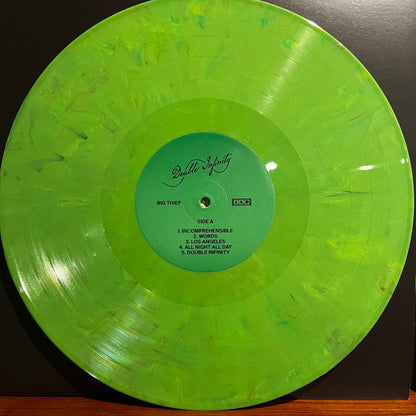 Double Infinity
BIG THIEF
4AD
SIDE A
1. INCOMPREHENSIBLE
2. WORDS
3. LOS ANGELES
4. ALL NIGHT ALL DAY
5. DOUBLE INFINITY